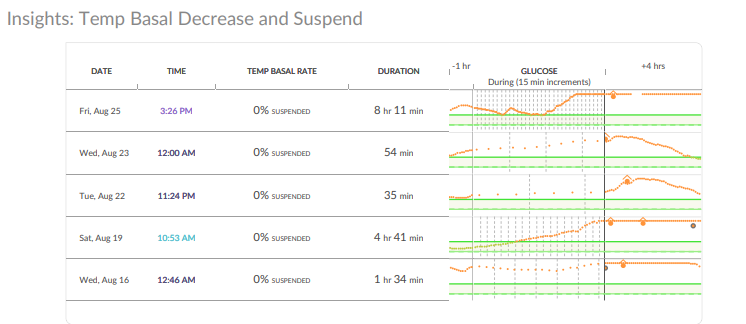 Insights: Temp Basal Decrease and Suspend
-1 hr +4 hrs
DATE TIME TEMP BASAL RATE DURATION GLUCOSE
During (15 min increments)
Fri, Aug 25 3:26 PM 0% SUSPENDED 8 hr 11 min
Wed, Aug 23 12:00 AM 0% SUSPENDED 54 min
Tue, Aug 22 11:24 PM 0% SUSPENDED 35 min
Sat, Aug 19 10:53 AM 0% SUSPENDED 4 hr 41 min
Wed, Aug 16 12:46 AM 0% SUSPENDED 1 hr 34 min